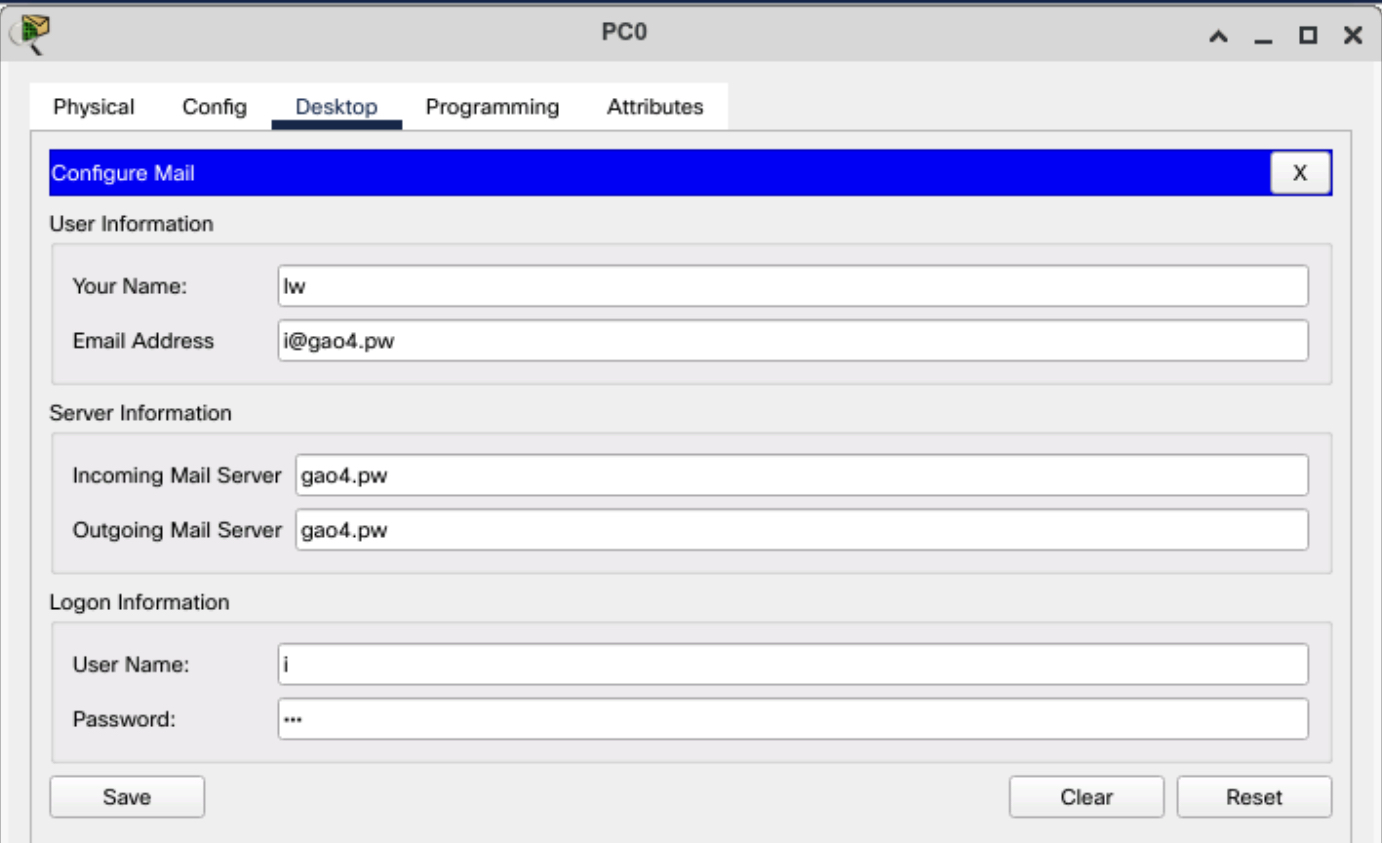 PC0
Physical Config Desktop Programming Attributes
Configure Mail X
User Information
Your Name: lw
Email Address i@gao4.pw
Server Information
Incoming Mail Server gao4.pw
Outgoing Mail Server gao4.pw
Logon Information
User Name: i
Password: •••
Save Clear Reset